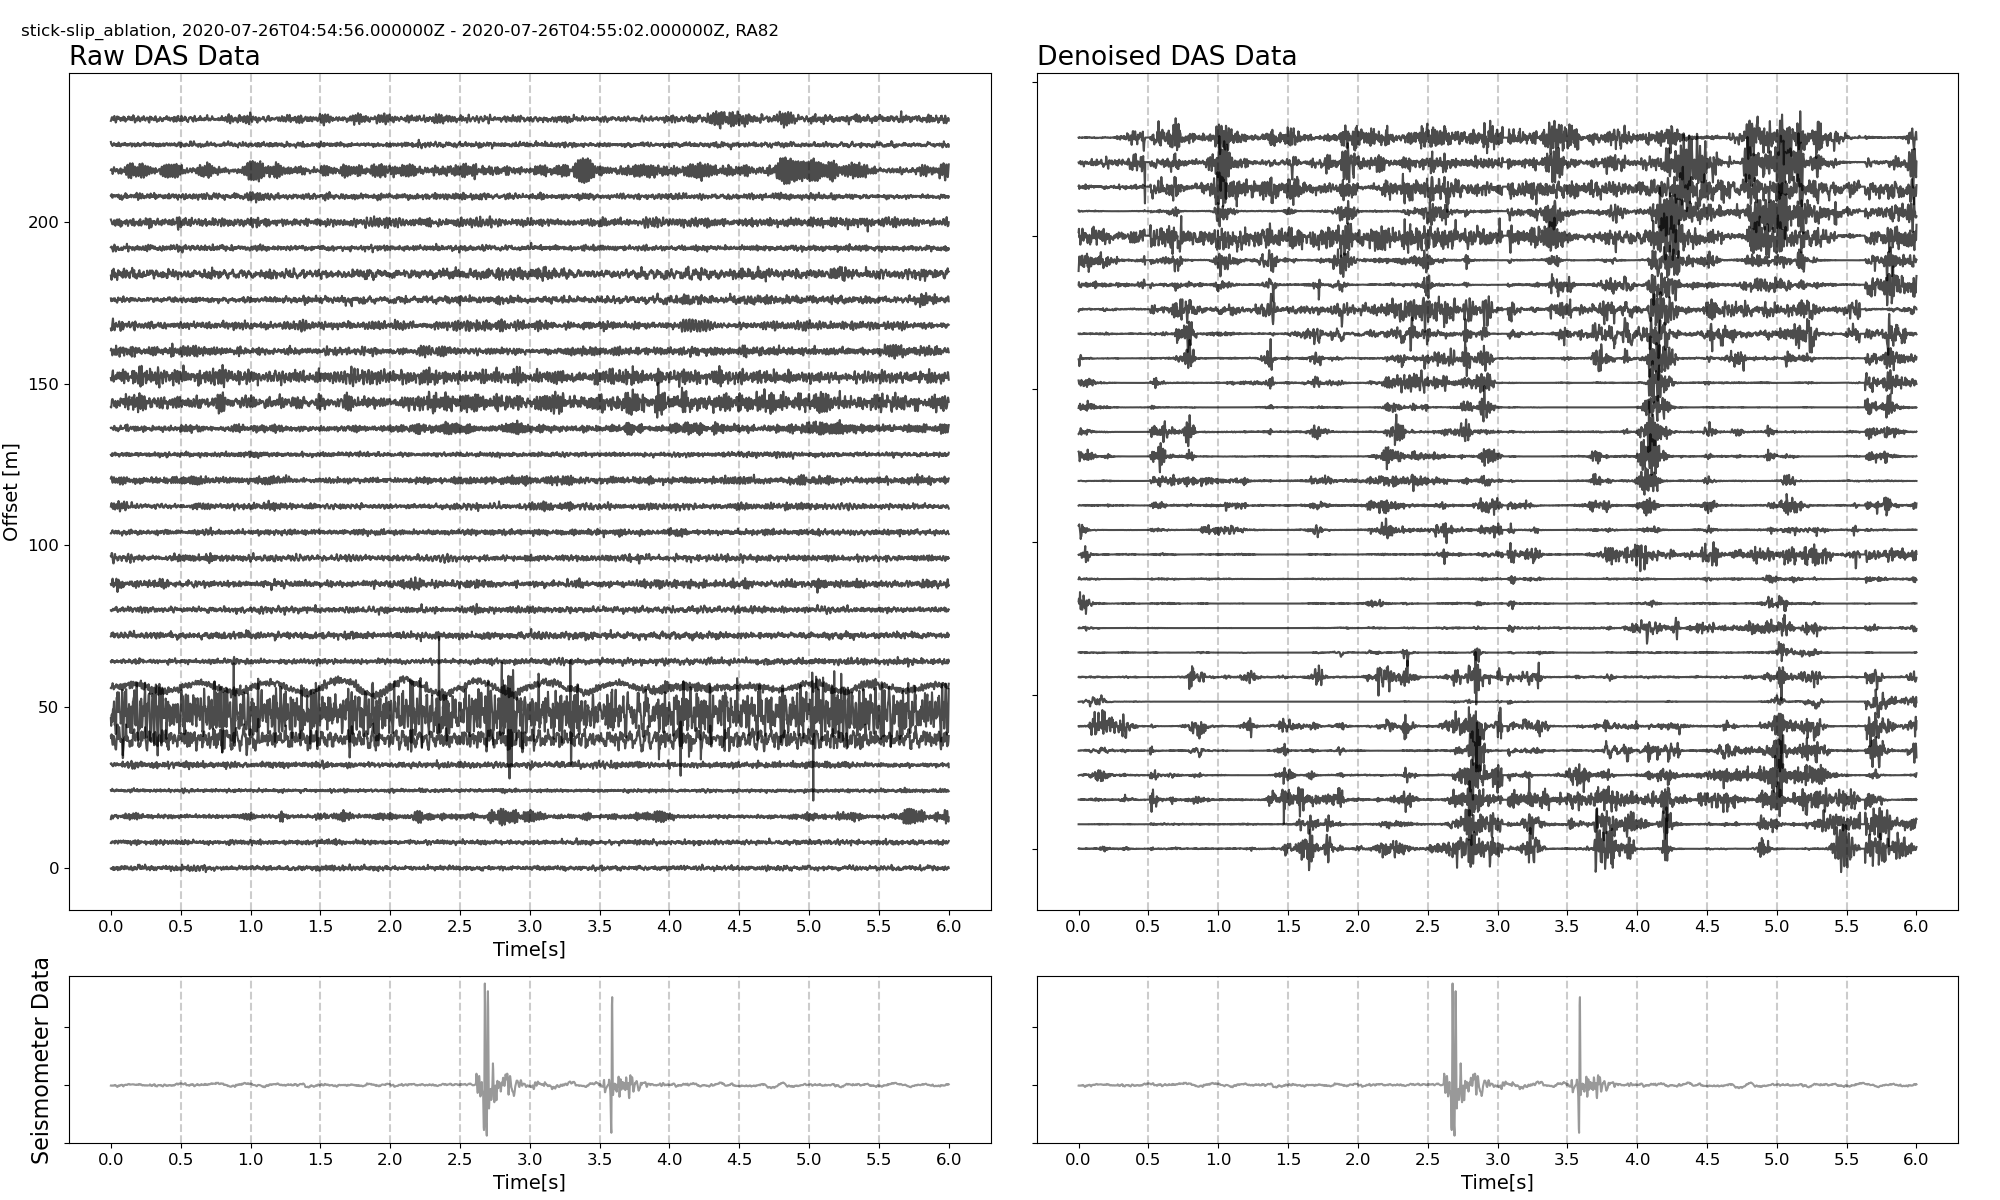 stick-slip_ablation, 2020-07-26T04:54:56.000000Z - 2020-07-26T04:55:02.000000Z, RA82
Raw DAS Data
Denoised DAS Data
Offset [m]
200
150
100
50
0
0.0 0.5 1.0 1.5 2.0 2.5 3.0 3.5 4.0 4.5 5.0 5.5 6.0
Time[s]
0.0 0.5 1.0 1.5 2.0 2.5 3.0 3.5 4.0 4.5 5.0 5.5 6.0
Seismometer Data
0.0 0.5 1.0 1.5 2.0 2.5 3.0 3.5 4.0 4.5 5.0 5.5 6.0
Time[s]
0.0 0.5 1.0 1.5 2.0 2.5 3.0 3.5 4.0 4.5 5.0 5.5 6.0
Time[s]